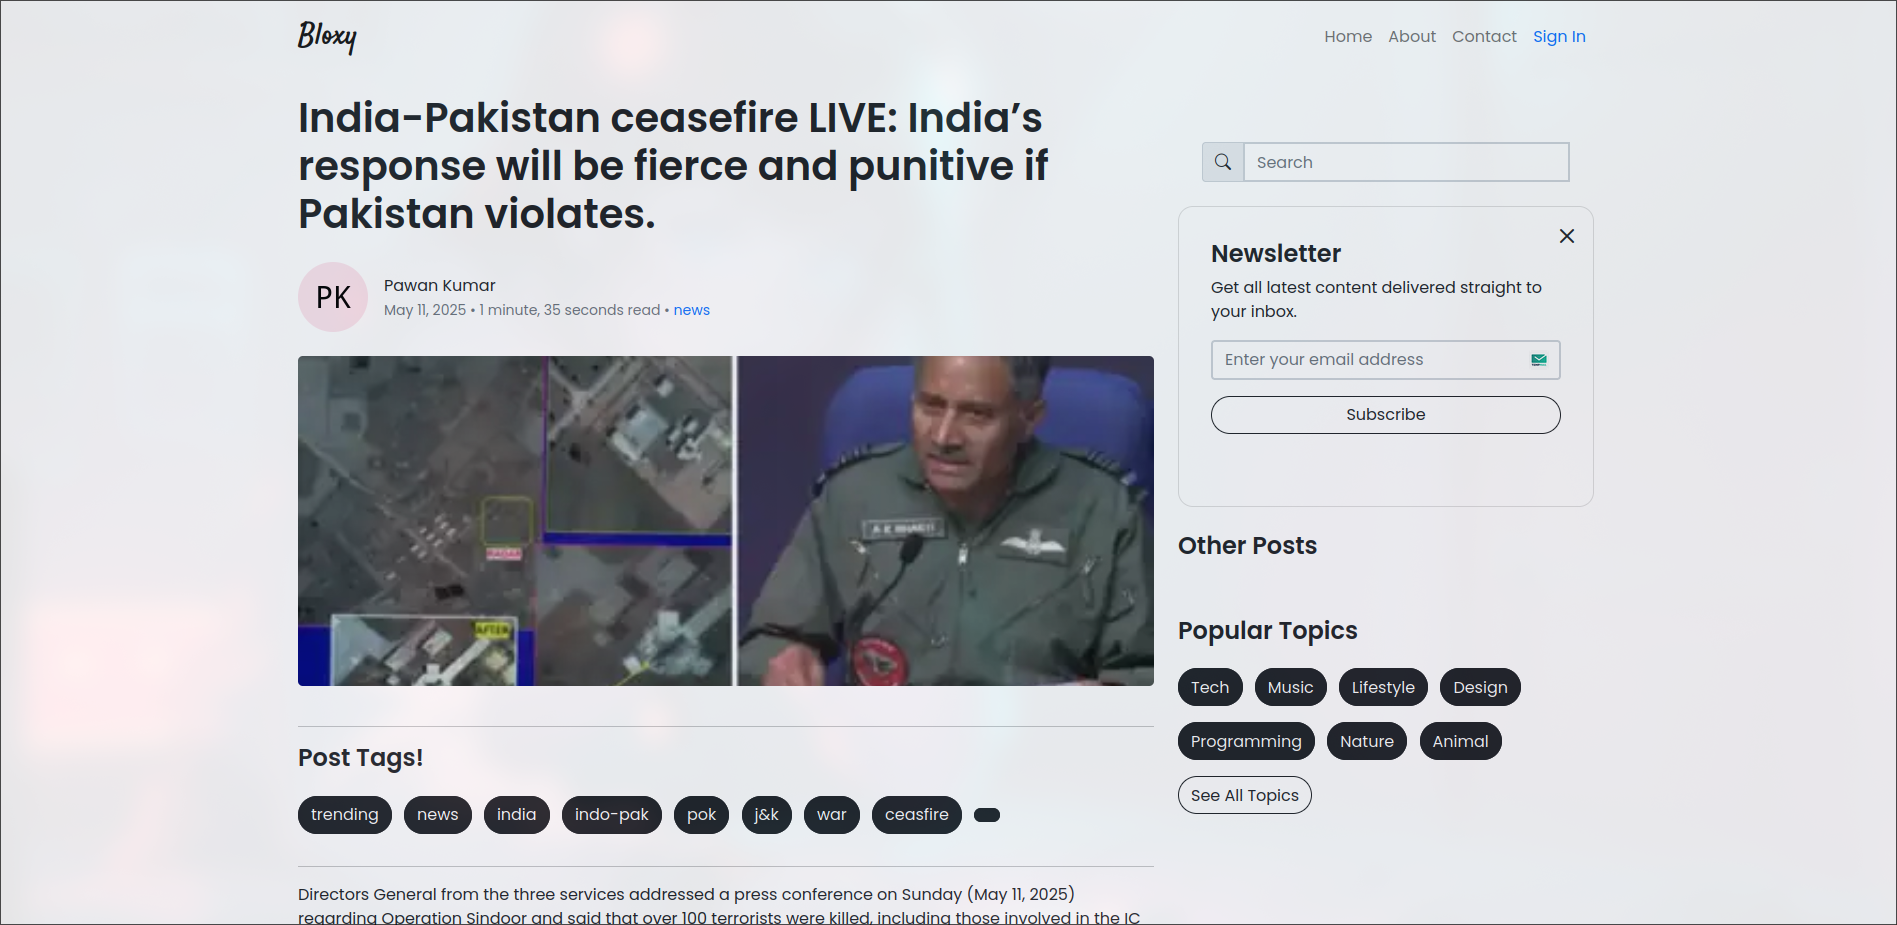 Bloxy
Home About Contact Sign In
India-Pakistan ceasefire LIVE: India’s
response will be fierce and punitive if
Pakistan violates.
PK
Pawan Kumar
May 11, 2025 • 1 minute, 35 seconds read • news
RADAR
AFTER
Post Tags!
trending news india indo-pak pok j&k war ceasfire
Directors General from the three services addressed a press conference on Sunday (May 11, 2025)
regarding Operation Sindoor and said that over 100 terrorists were killed, including those involved in the IC
Search
Newsletter
Get all latest content delivered straight to
your inbox.
Enter your email address
Subscribe
Other Posts
Popular Topics
Tech Music Lifestyle Design
Programming Nature Animal
See All Topics